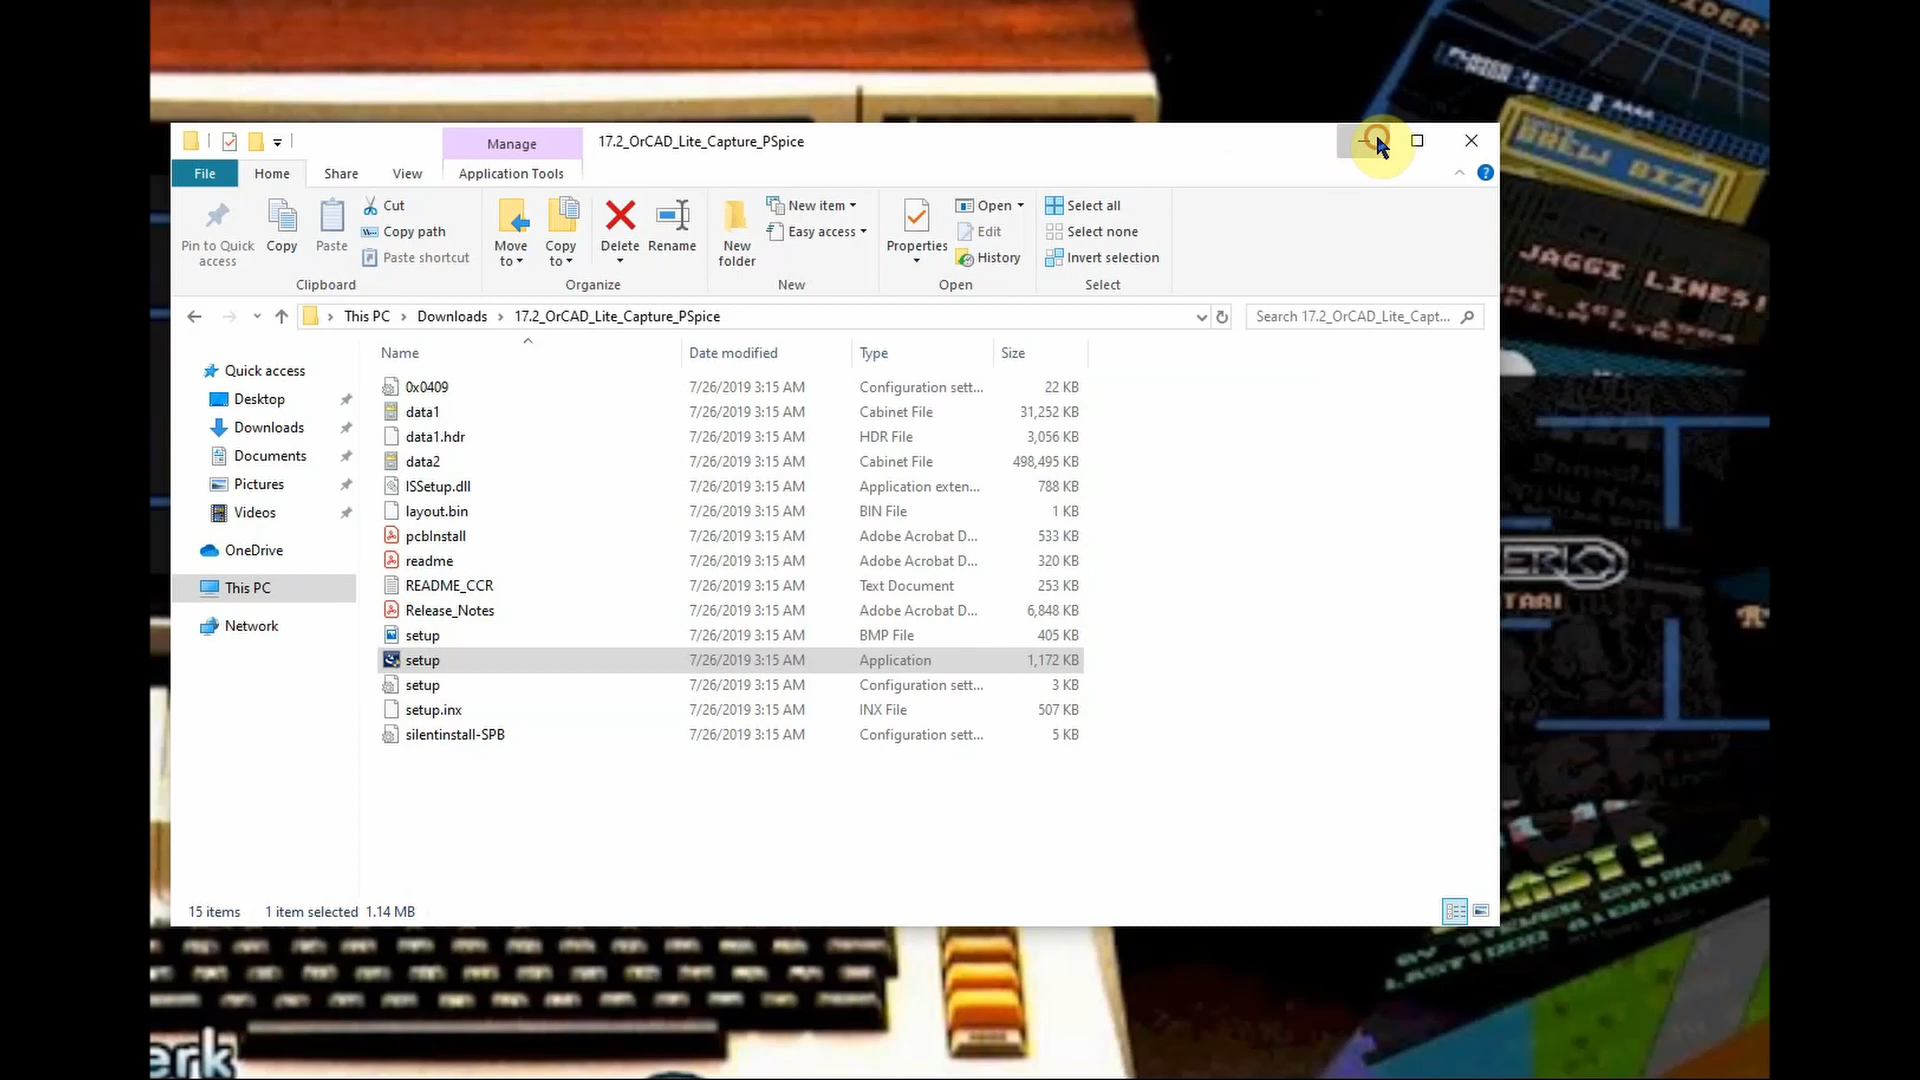 Manage
17.2_OrCAD_Lite_Capture_PSpice
File
Home
Share
View
Application Tools
Pin to Quick access
Copy
Paste
Cut
Copy path
Paste shortcut
Clipboard
Move to
Copy to
Delete
Rename
Organize
New folder
New item
Easy access
New
Properties
Open
Edit
History
Open
Select all
Select none
Invert selection
Select
This PC > Downloads > 17.2_OrCAD_Lite_Capture_PSpice
Search 17.2_OrCAD_Lite_Capt...
Quick access
Desktop
Downloads
Documents
Pictures
Videos
OneDrive
This PC
Network
Name Date modified Type Size
0x0409 7/26/2019 3:15 AM Configuration sett... 22 KB
data1 7/26/2019 3:15 AM Cabinet File 31,252 KB
data1.hdr 7/26/2019 3:15 AM HDR File 3,056 KB
data2 7/26/2019 3:15 AM Cabinet File 498,495 KB
ISSetup.dll 7/26/2019 3:15 AM Application exten... 788 KB
layout.bin 7/26/2019 3:15 AM BIN File 1 KB
pcbInstall 7/26/2019 3:15 AM Adobe Acrobat D... 533 KB
readme 7/26/2019 3:15 AM Adobe Acrobat D... 320 KB
README_CCR 7/26/2019 3:15 AM Text Document 253 KB
Release_Notes 7/26/2019 3:15 AM Adobe Acrobat D... 6,848 KB
setup 7/26/2019 3:15 AM BMP File 405 KB
setup 7/26/2019 3:15 AM Application 1,172 KB
setup 7/26/2019 3:15 AM Configuration sett... 3 KB
setup.inx 7/26/2019 3:15 AM INX File 507 KB
silentinstall-SPB 7/26/2019 3:15 AM Configuration sett... 5 KB
15 items 1 item selected 1.14 MB
BREW BIZ!
JAGGI LINES!
erk